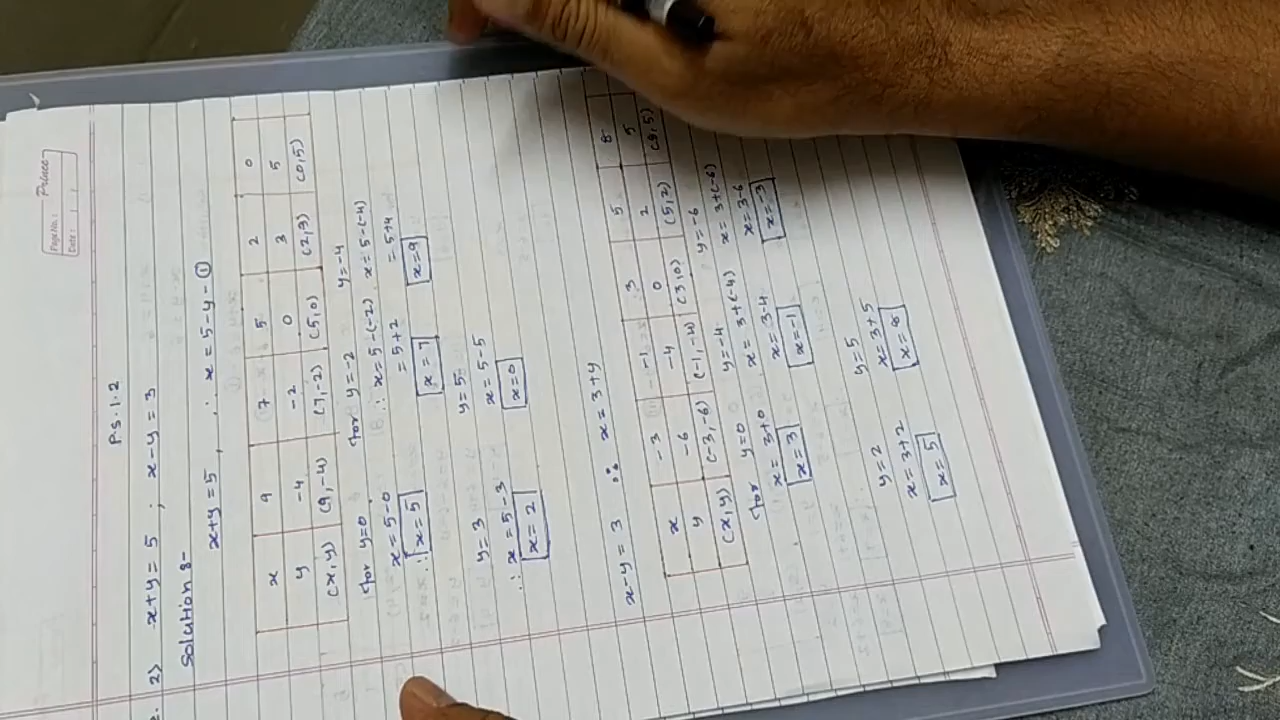 Prince
Page No.:
Date:
P.S. 1.2
2) x+y = 5 ; x-y = 3
Solution :-
x+y = 5 , ∴ x = 5-y - ①
x 9 7 5 2 0
y -4 -2 0 3 5
(x,y) (9,-4) (7,-2) (5,0) (2,3) (0,5)
for y=0 for y=-2 y=-4
x = 5-0 ∴ x = 5-(-2) x = 5-(-4)
∴ x = 5 = 5+2 = 5+4
x = 7 x = 9
y = 3 y = 5
∴ x = 5-3 x = 5-5
x = 2 x = 0
x-y = 3 ∴ x = 3+y
x -3 -1 3 5 8
y -6 -4 0 2 5
(x,y) (-3,-6) (-1,-4) (3,0) (5,2)
for y=0 y=-4 y=-6
x = 3+0 x = 3+(-4) x = 3+(-6)
x = 3 x = 3-4 x = 3-6
x = -1 x = -3
y = 2 y = 5
x = 3+2 x = 3+5
x = 5 x = 8